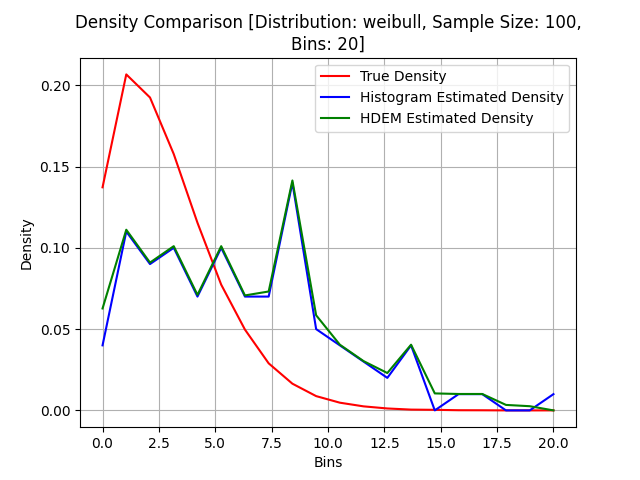 Density Comparison [Distribution: weibull, Sample Size: 100,
Bins: 20]
True Density
Histogram Estimated Density
HDEM Estimated Density
Density
0.20
0.15
0.10
0.05
0.00
0.0 2.5 5.0 7.5 10.0 12.5 15.0 17.5 20.0
Bins